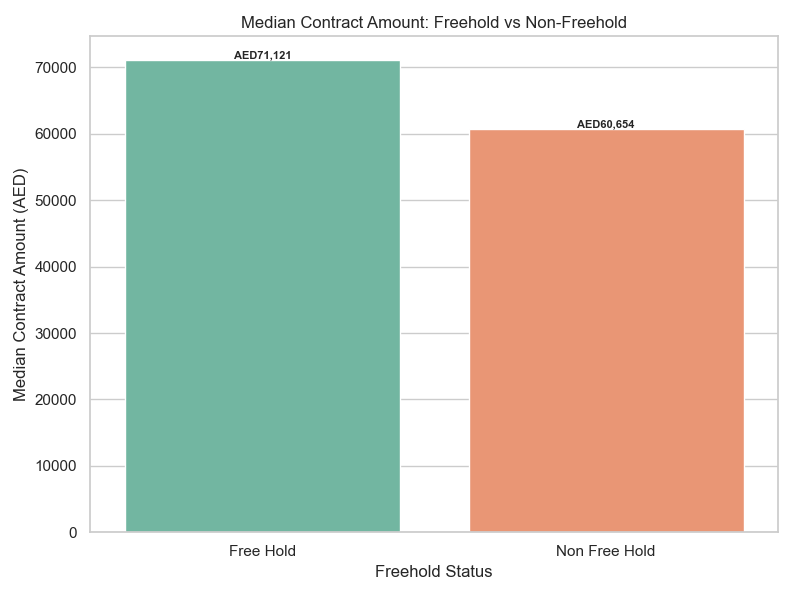 Median Contract Amount: Freehold vs Non-Freehold
AED71,121
AED60,654
Median Contract Amount (AED)
70000
60000
50000
40000
30000
20000
10000
0
Free Hold
Non Free Hold
Freehold Status